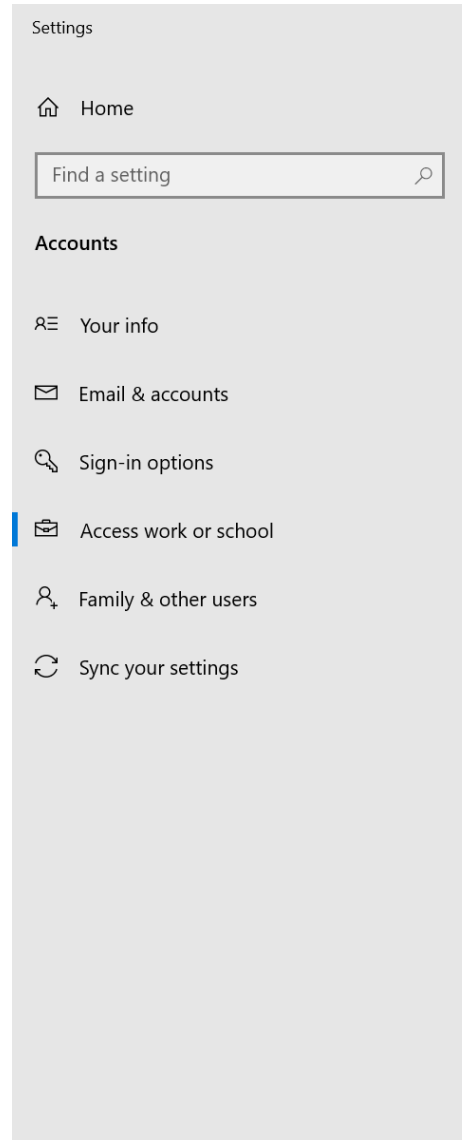 Settings
Home
Find a setting
Accounts
Your info
Email & accounts
Sign-in options
Access work or school
Family & other users
Sync your settings